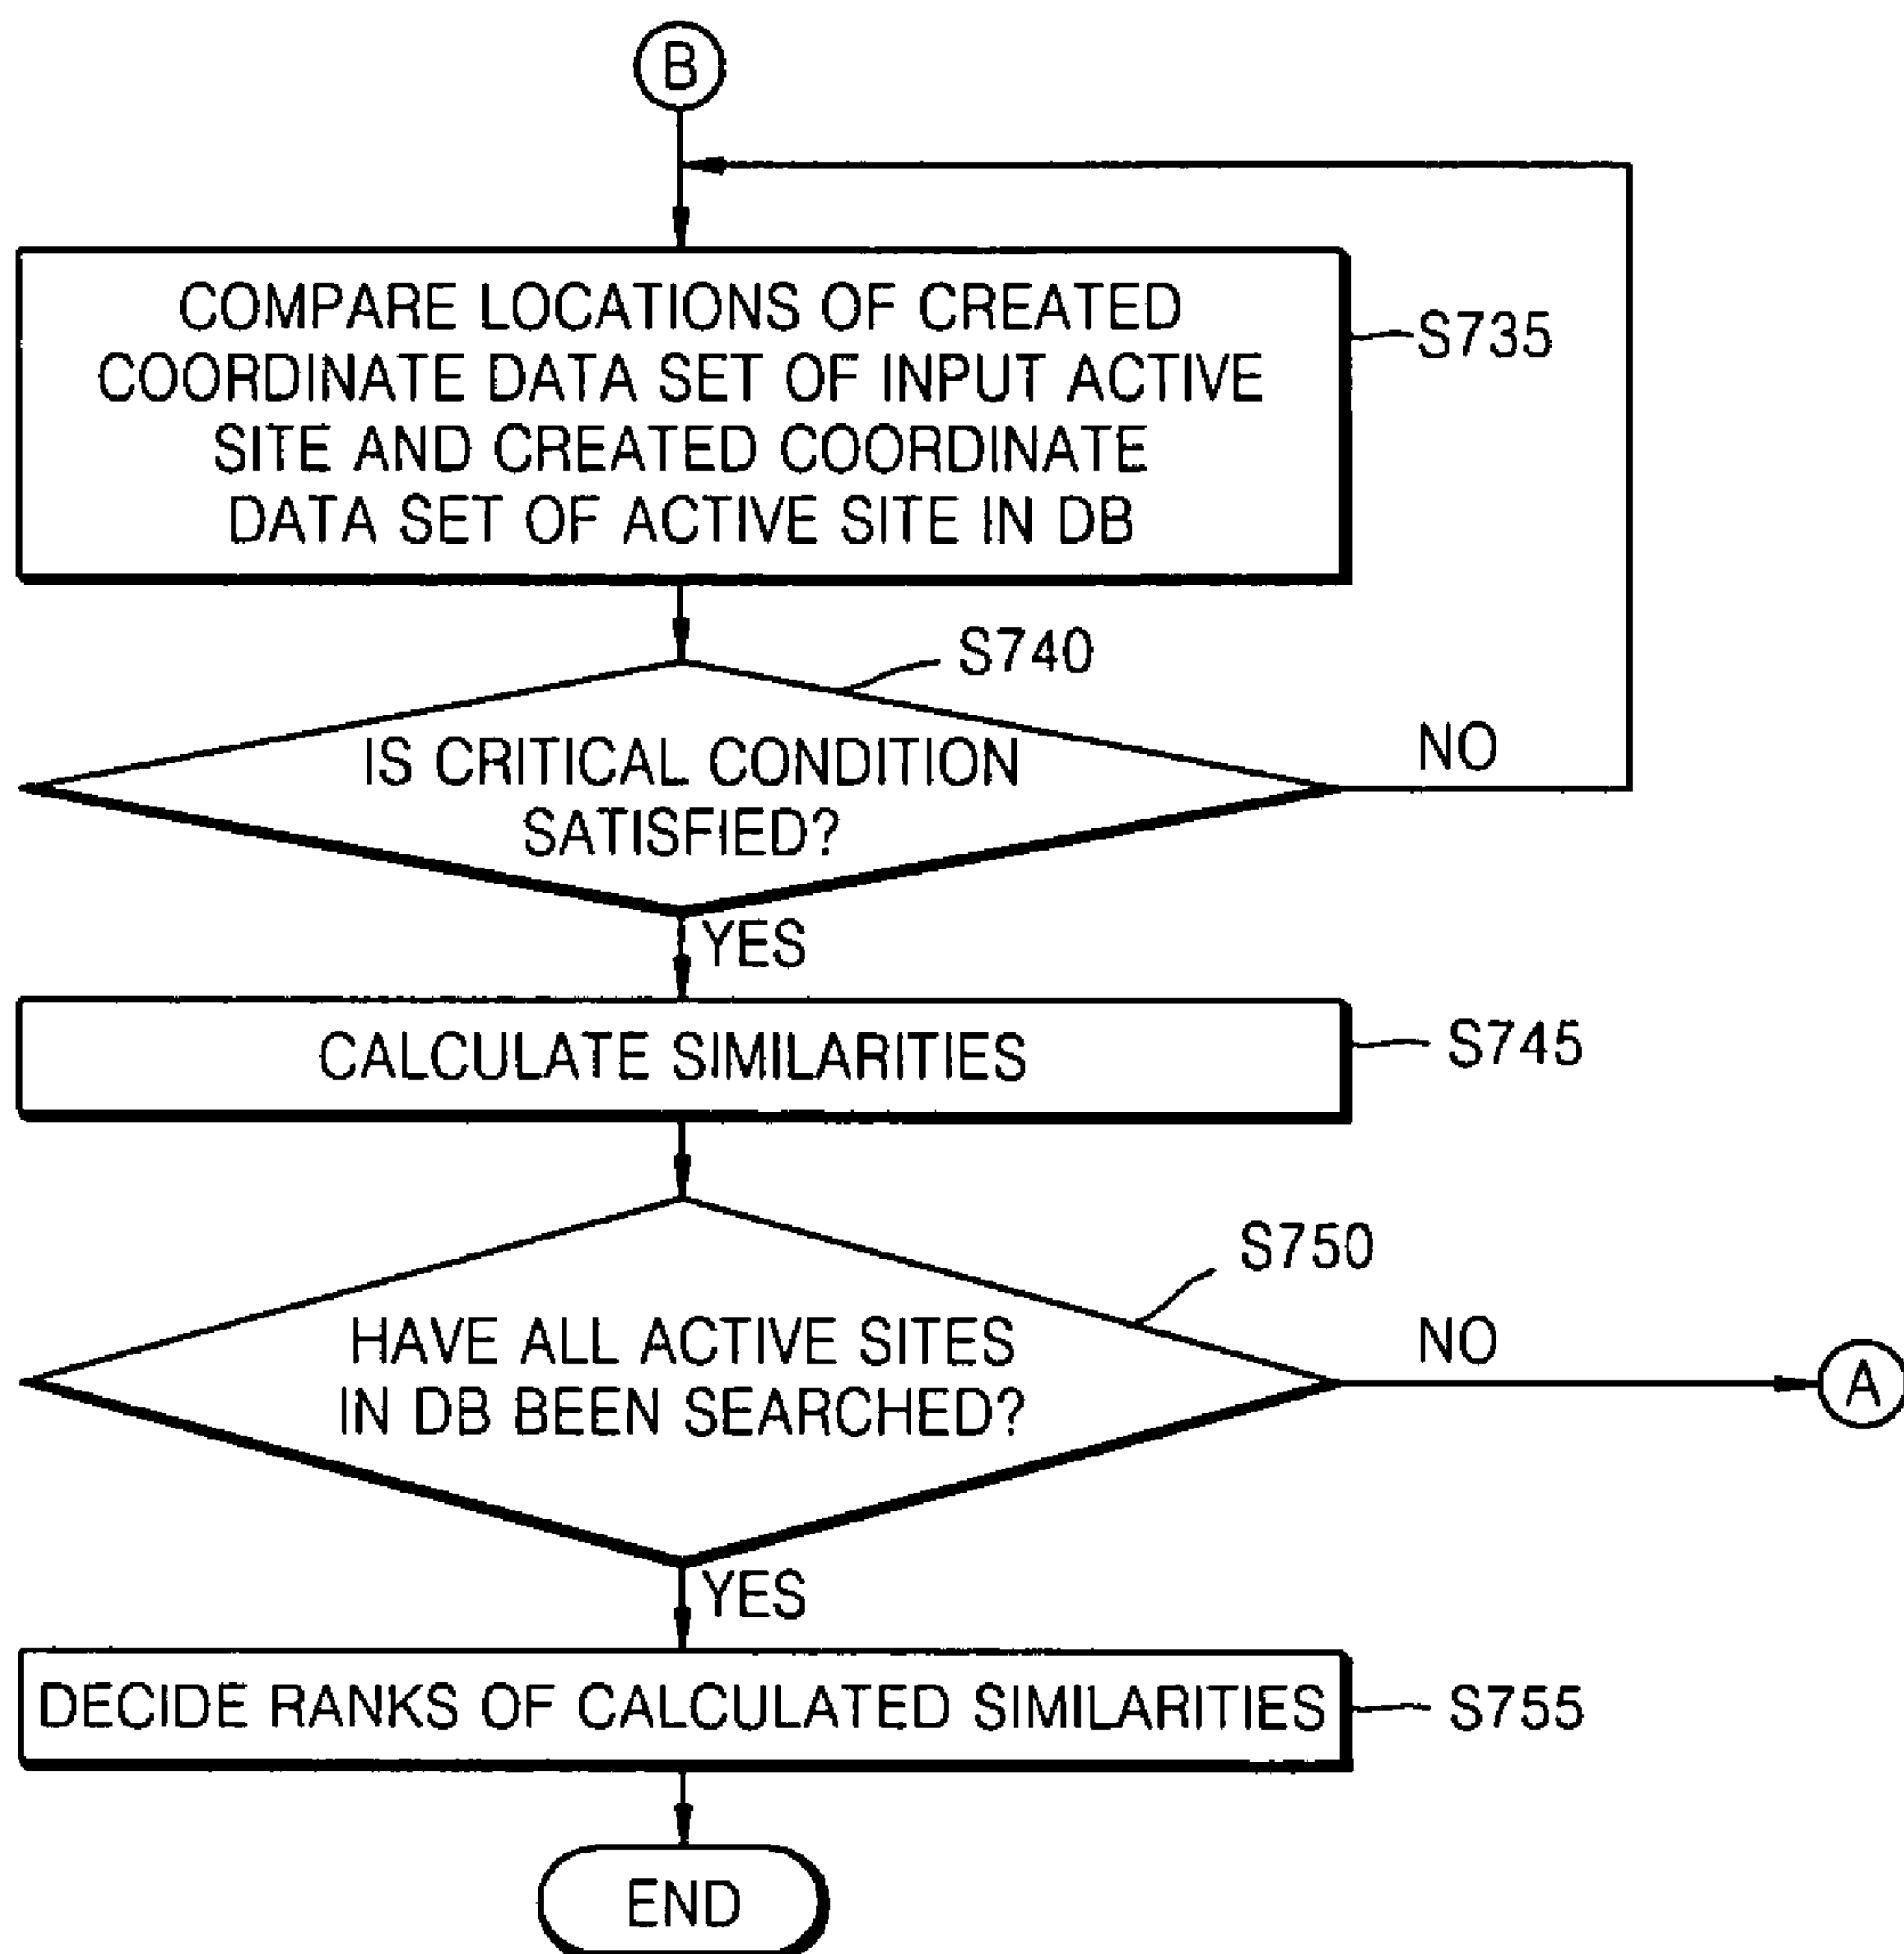 B
COMPARE LOCATIONS OF CREATED
COORDINATE DATA SET OF INPUT ACTIVE
SITE AND CREATED COORDINATE
DATA SET OF ACTIVE SITE IN DB
S735
S740
IS CRITICAL CONDITION
SATISFIED?
NO
YES
CALCULATE SIMILARITIES
S745
S750
HAVE ALL ACTIVE SITES
IN DB BEEN SEARCHED?
NO
A
YES
DECIDE RANKS OF CALCULATED SIMILARITIES
S755
END